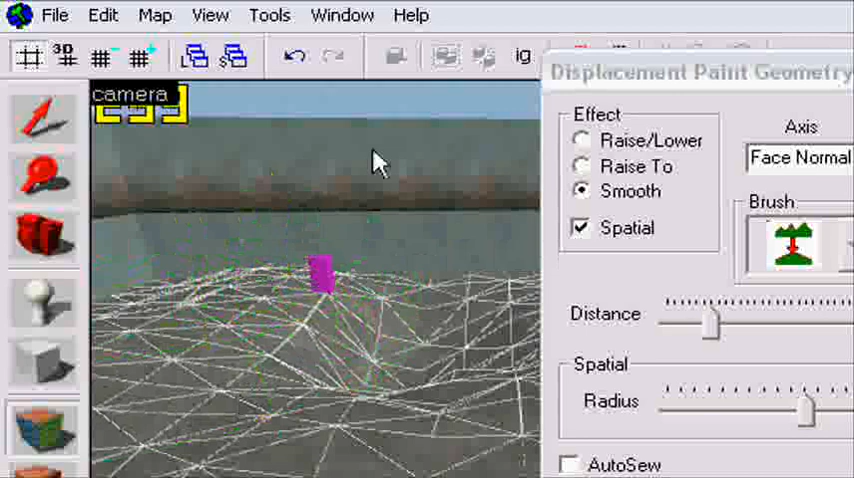 File Edit Map View Tools Window Help
3D ig
Displacement Paint Geometry
camera
Effect
Raise/Lower
Raise To
Smooth
Spatial
Axis
Face Normal
Brush
Distance
Spatial
Radius
AutoSew